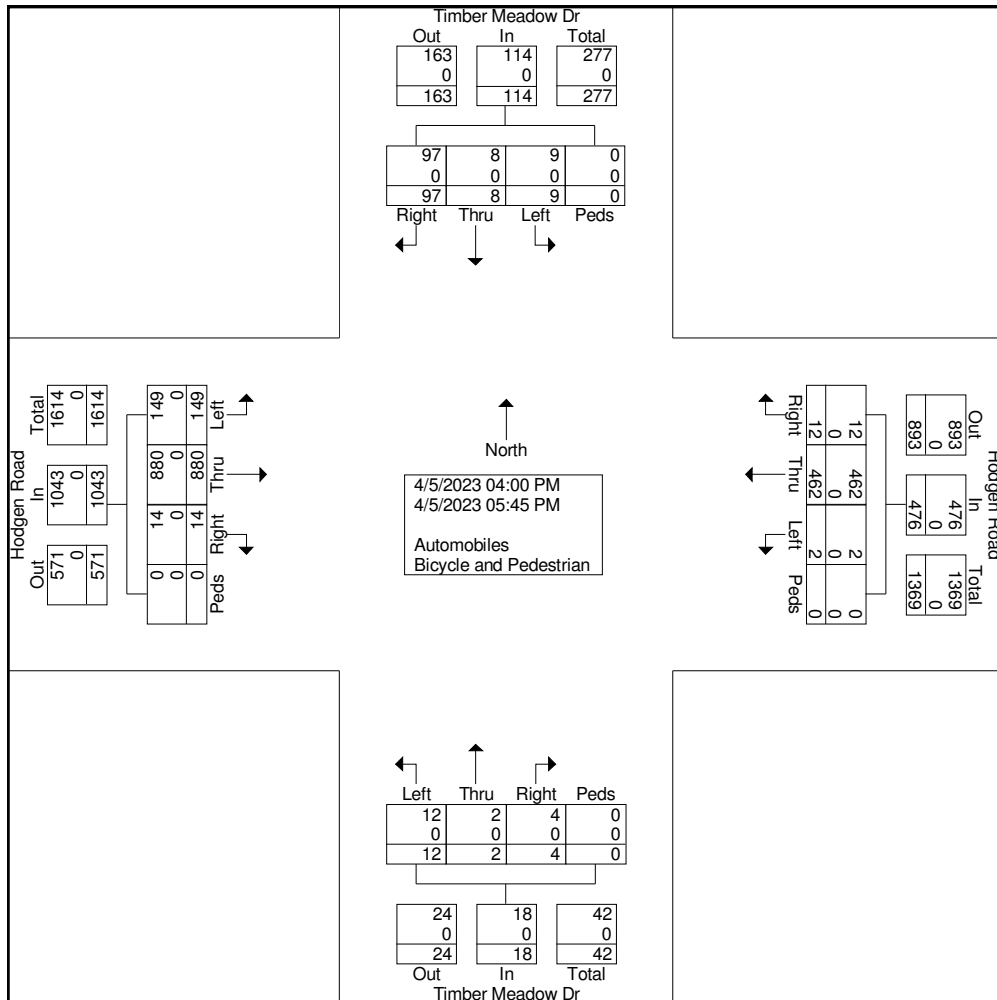 Timber Meadow Dr
Out In Total
163 114 277
0 0 0
163 114 277
97 8 9 0
0 0 0 0
97 8 9 0
Right Thru Left Peds
Hodgen Road
Total In Out
1614 1043 571
0 0 0
1614 1043 571
149 880 14 0
0 0 0 0
149 880 14 0
Left Thru Right Peds
North
4/5/2023 04:00 PM
4/5/2023 05:45 PM
Automobiles
Bicycle and Pedestrian
Right Thru Left Peds
12 462 2 0
0 0 0 0
12 462 2 0
Out In Total
893 476 1369
0 0 0
893 476 1369
Hodgen Road
Left Thru Right Peds
12 2 4 0
0 0 0 0
12 2 4 0
24 18 42
0 0 0
24 18 42
Out In Total
Timber Meadow Dr